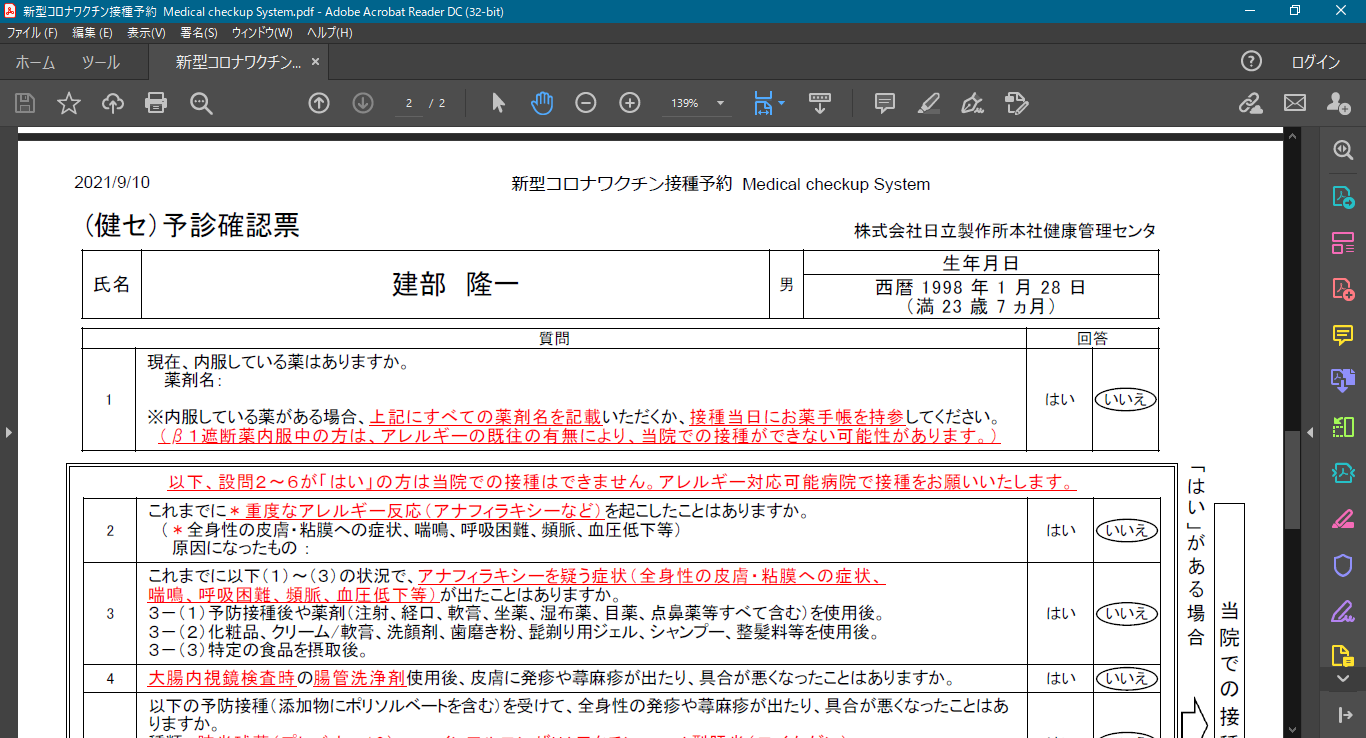 新型コロナワクチン接種予約 Medical checkup System.pdf - Adobe Acrobat Reader DC (32-bit)
ファイル(F) 編集(E) 表示(V) 署名(S) ウィンドウ(W) ヘルプ(H)
ホーム ツール 新型コロナワクチン... × ログイン
2 / 2 139%
2021/9/10 新型コロナワクチン接種予約 Medical checkup System
（健セ）予診確認票
株式会社日立製作所本社健康管理センタ
氏名 建部 隆一 男 生年月日
西暦 1998 年 1 月 28 日
（満 23 歳 7 ヵ月）
質問 回答
1 現在、内服している薬はありますか。 はい いいえ
薬剤名：
※内服している薬がある場合、上記にすべての薬剤名を記載いただくか、接種当日にお薬手帳を持参してください。
（β１遮断薬内服中の方は、アレルギーの既往の有無により、当院での接種ができない可能性があります。）
以下、設問２～６が「はい」の方は当院での接種はできません。アレルギー対応可能病院で接種をお願いいたします。
2 これまでに＊重度なアレルギー反応（アナフィラキシーなど）を起こしたことはありますか。 はい いいえ
（＊全身性の皮膚・粘膜への症状、喘鳴、呼吸困難、頻脈、血圧低下等）
原因になったもの：
3 これまでに以下（１）～（３）の状況で、アナフィラキシーを疑う症状（全身性の皮膚・粘膜への症状、 はい いいえ
喘鳴、呼吸困難、頻脈、血圧低下等）が出たことはありますか。
３－（１）予防接種後や薬剤（注射、経口、軟膏、坐薬、湿布薬、目薬、点鼻薬等すべて含む）を使用後。
３－（２）化粧品、クリーム/軟膏、洗顔剤、歯磨き粉、髭剃り用ジェル、シャンプー、整髪料等を使用後。
３－（３）特定の食品を摂取後。
4 大腸内視鏡検査時の腸管洗浄剤使用後、皮膚に発疹や蕁麻疹が出たり、具合が悪くなったことはありますか。 はい いいえ
以下の予防接種（添加物にポリソルベートを含む）を受けて、全身性の発疹や蕁麻疹が出たり、具合が悪くなったことはあ
りますか。
「はい」がある場合
当院での接